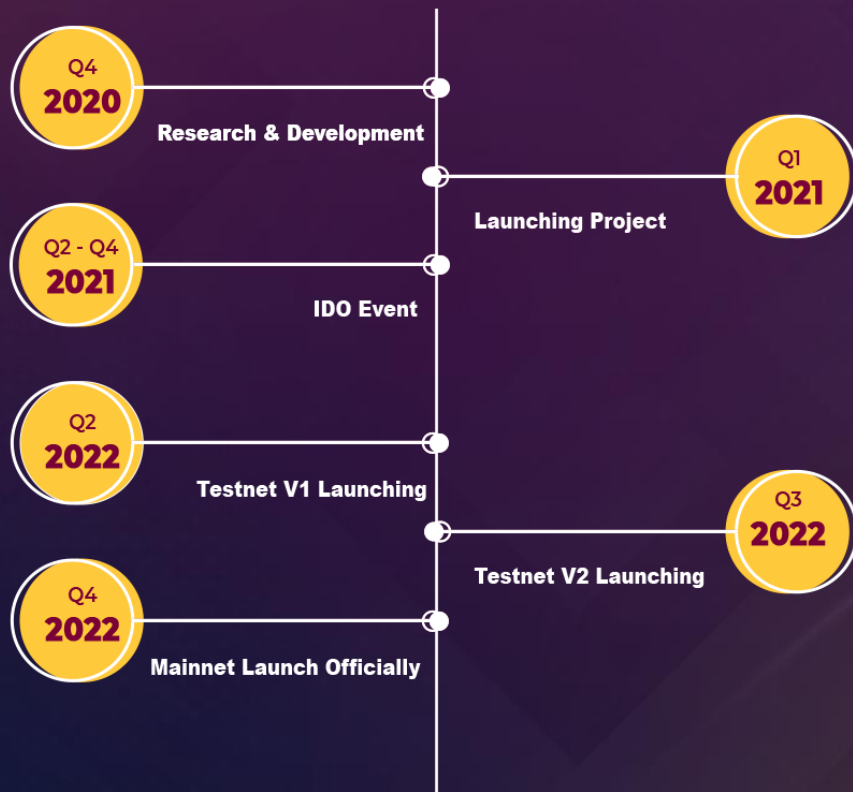 Q4
2020
Research & Development
Q1
2021
Launching Project
Q2 - Q4
2021
IDO Event
Q2
2022
Testnet V1 Launching
Q3
2022
Testnet V2 Launching
Q4
2022
Mainnet Launch Officially